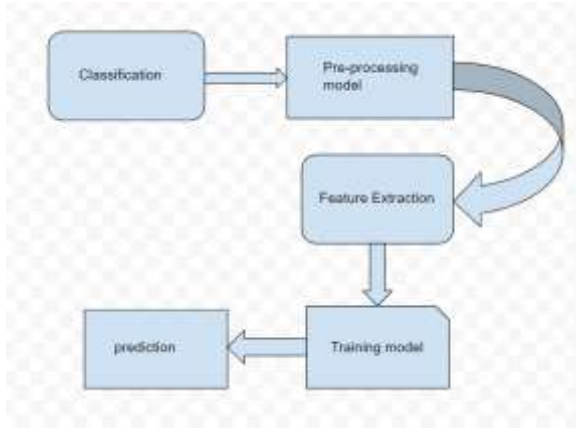 Classification
Pre-processing
model
Feature Extraction
Training model
prediction